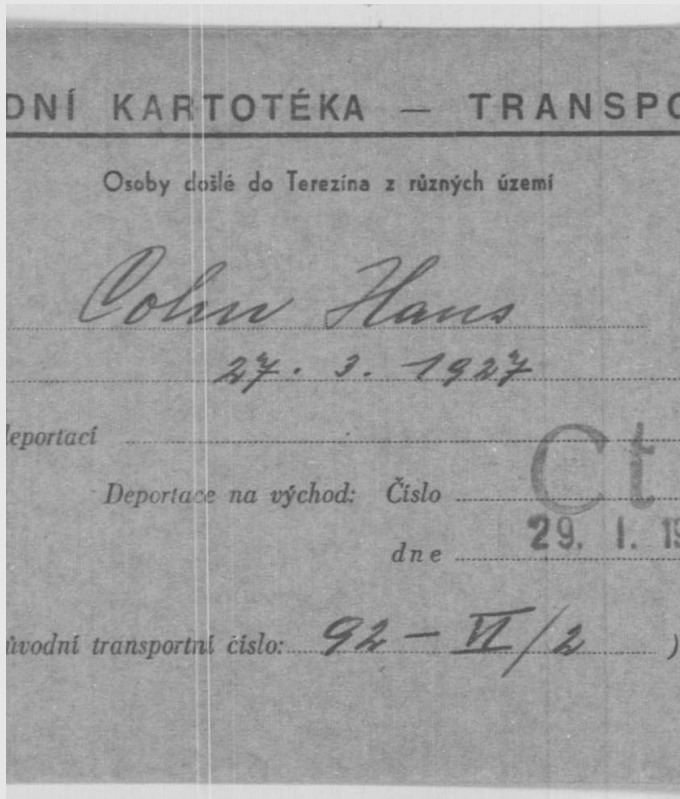 DNÍ KARTOTÉKA — TRANSPO
Osoby došlé do Terezína z různých území
Cohn Hans
27. 3. 1927
deportací
Deportace na východ: Číslo Ct
dne 29. I. 19
ůvodní transportní číslo: 92 - VI/2 )